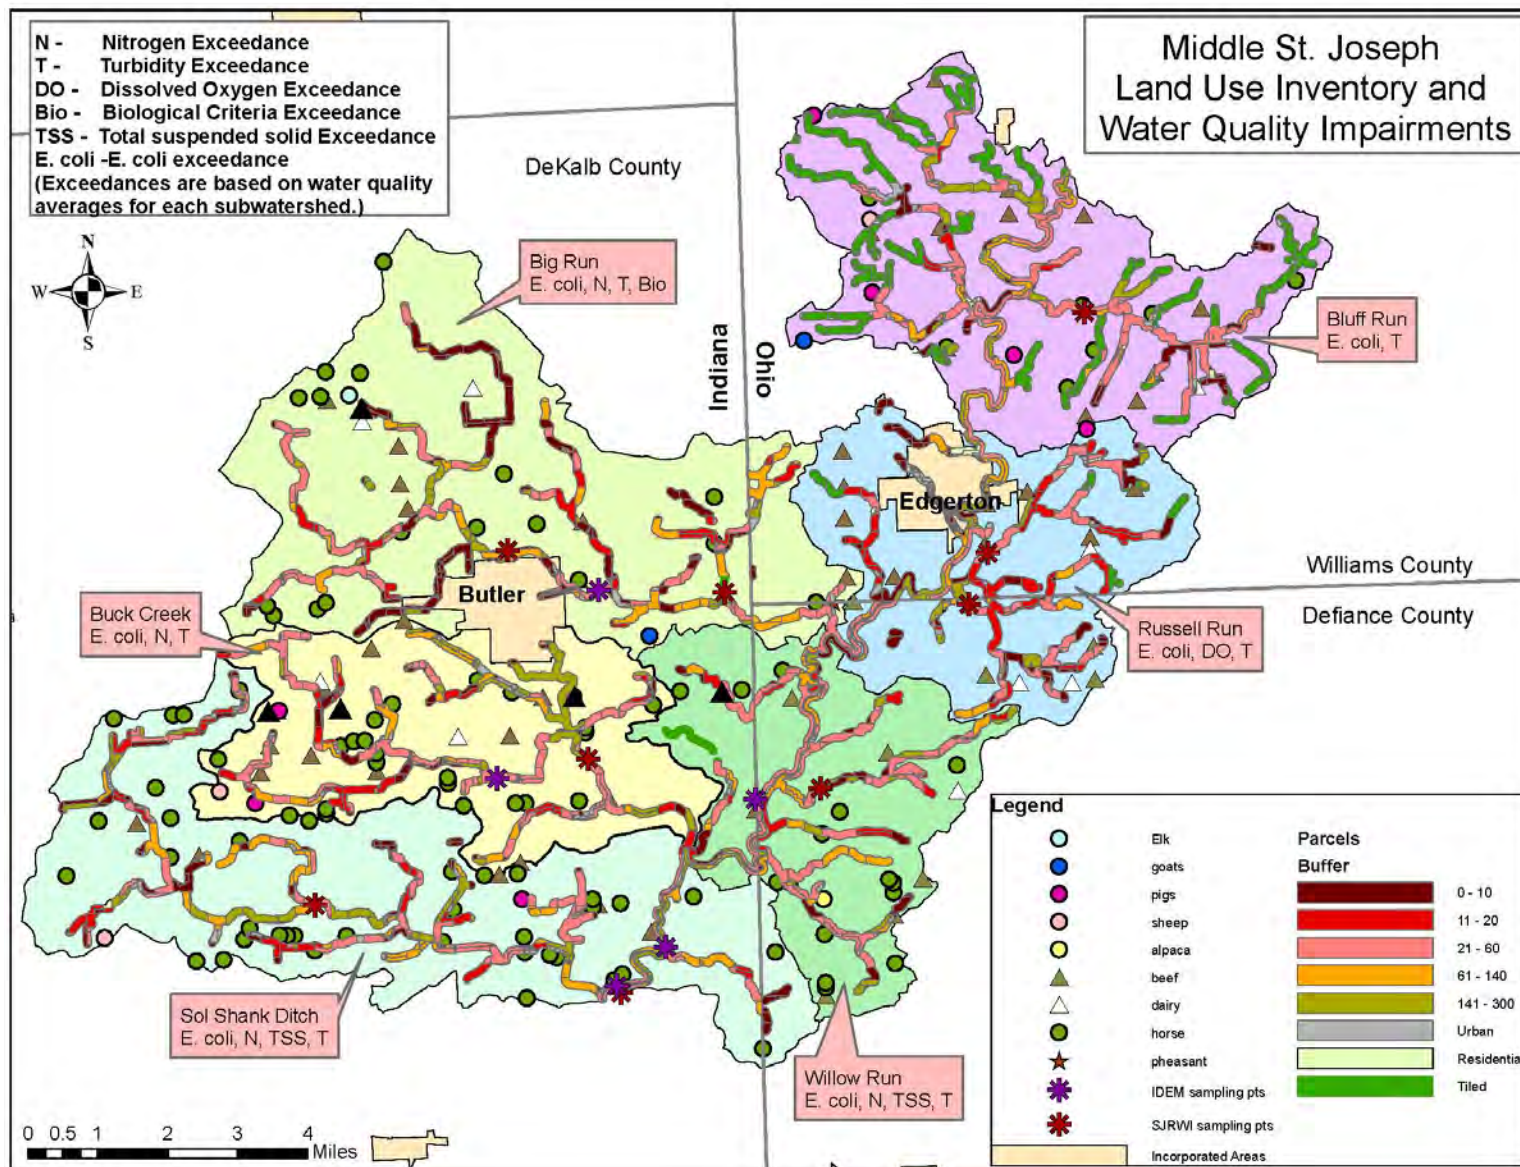 N - Nitrogen Exceedance
T - Turbidity Exceedance
DO - Dissolved Oxygen Exceedance
Bio - Biological Criteria Exceedance
TSS - Total suspended solid Exceedance
E. coli -E. coli exceedance
(Exceedances are based on water quality
averages for each subwatershed.)
Middle St. Joseph
Land Use Inventory and
Water Quality Impairments
DeKalb County
N
W E
S
Big Run
E. coli, N, T, Bio
Indiana
Ohio
Bluff Run
E. coli, T
Edgerton
Williams County
Butler
Defiance County
Buck Creek
E. coli, N, T
Russell Run
E. coli, DO, T
Sol Shank Ditch
E. coli, N, TSS, T
Willow Run
E. coli, N, TSS, T
Legend
Elk
goats
pigs
sheep
alpaca
beef
dairy
horse
pheasant
IDEM sampling pts
SJRWI sampling pts
Incorporated Areas
Parcels
Buffer
0 - 10
11 - 20
21 - 60
61 - 140
141 - 300
Urban
Residentia
Tiled
0 0.5 1 2 3 4
Miles